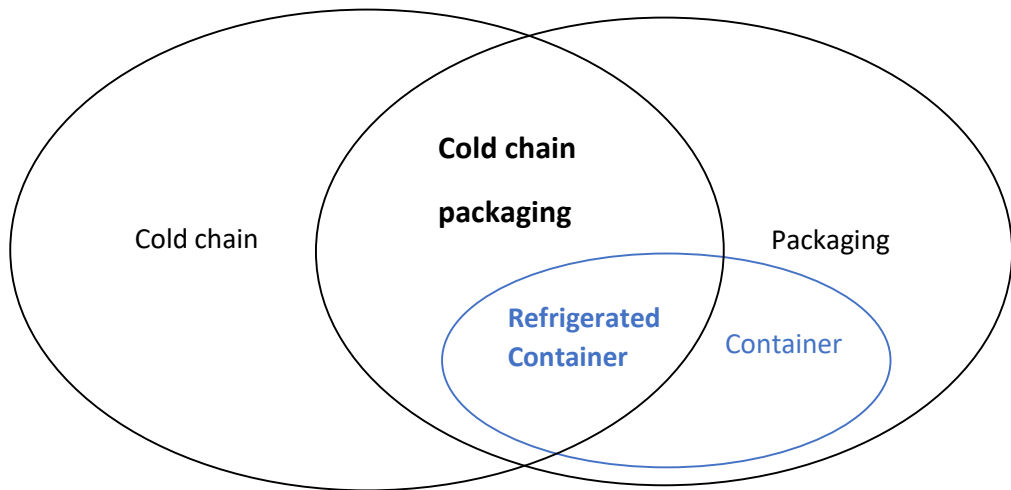 Cold chain
packaging
Cold chain
Packaging
Refrigerated
Container
Container